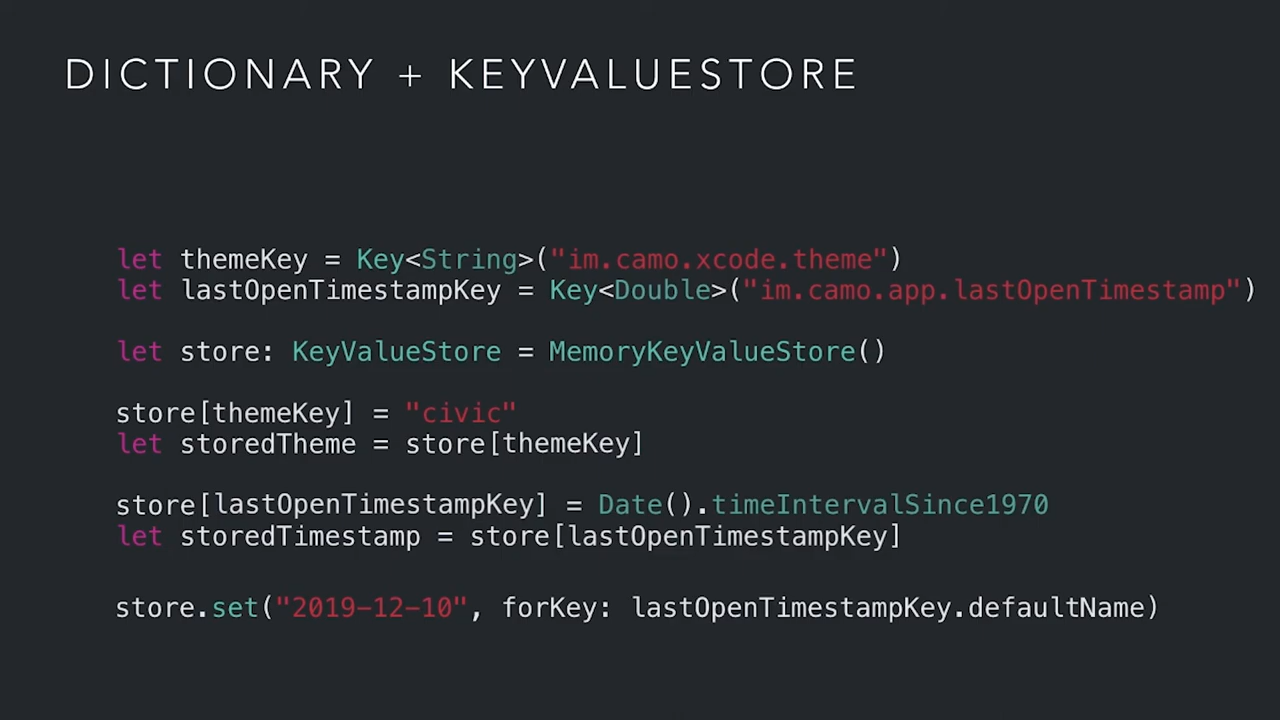 DICTIONARY + KEYVALUESTORE
let themeKey = Key<String>("im.camo.xcode.theme")
let lastOpenTimestampKey = Key<Double>("im.camo.app.lastOpenTimestamp")
let store: KeyValueStore = MemoryKeyValueStore()
store[themeKey] = "civic"
let storedTheme = store[themeKey]
store[lastOpenTimestampKey] = Date().timeIntervalSince1970
let storedTimestamp = store[lastOpenTimestampKey]
store.set("2019-12-10", forKey: lastOpenTimestampKey.defaultName)